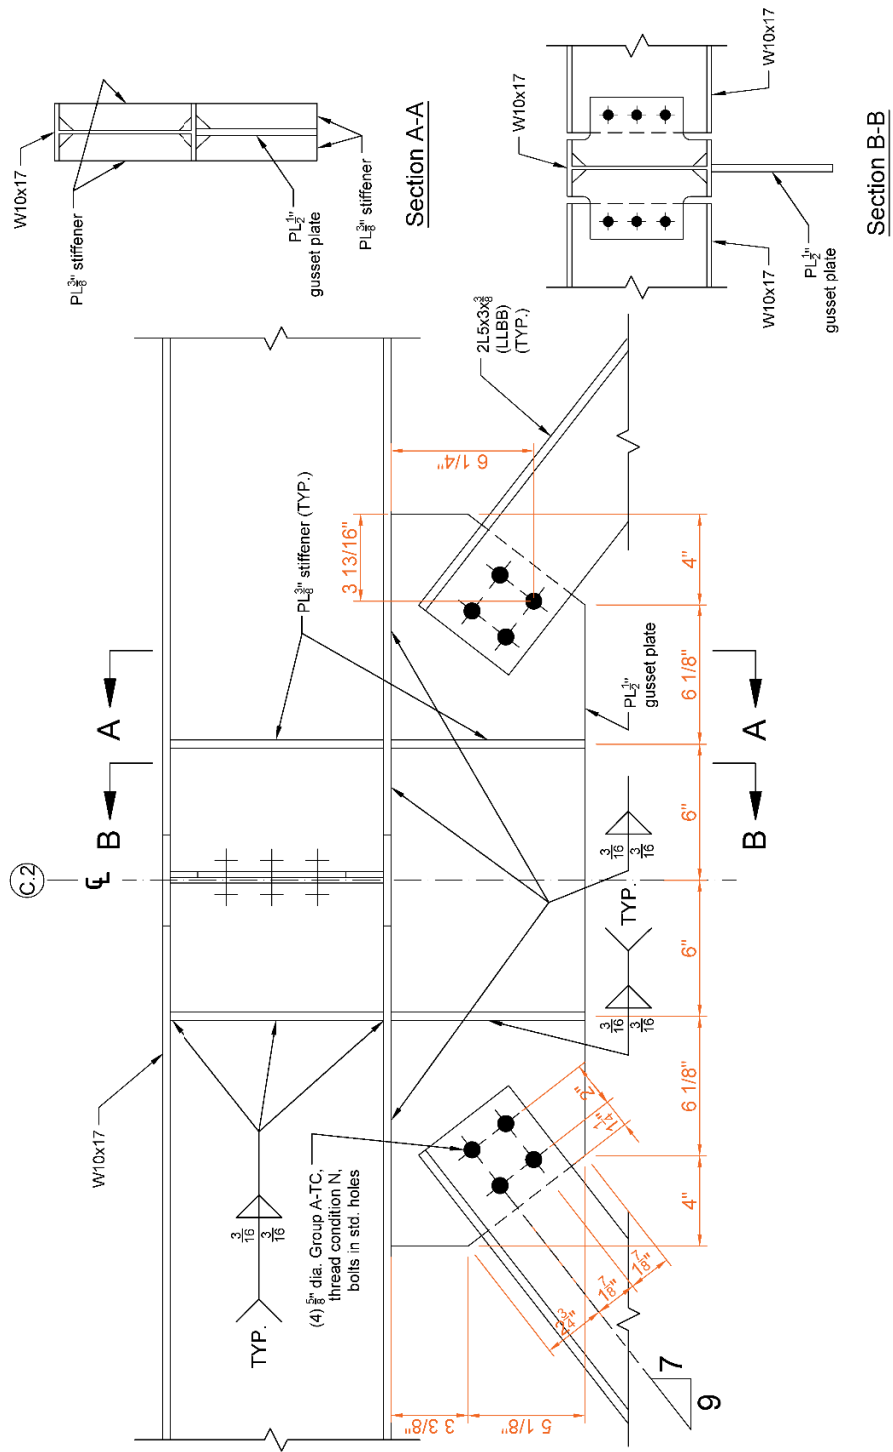 W10x17
PL3/8" stiffener
PL1/2"
gusset plate
PL3/8" stiffener
Section A-A
W10x17
W10x17
W10x17
PL1/2"
gusset plate
Section B-B
C.2
CL
B
A
W10x17
3/16
3/16
TYP.
PL3/8" stiffener (TYP.)
2L5x3x3/8
(LLBB)
(TYP.)
(4) 5/8" dia. Group A-TC,
thread condition N,
bolts in std. holes
3 13/16"
6 1/4"
3 3/8"
5 1/8"
2 3/4"
1 7/8"
1 7/8"
2"
1 1/4"
7
9
3/16
3/16
TYP.
3/16
3/16
PL1/2"
gusset plate
4"
6 1/8"
6"
6"
6 1/8"
4"
B
A